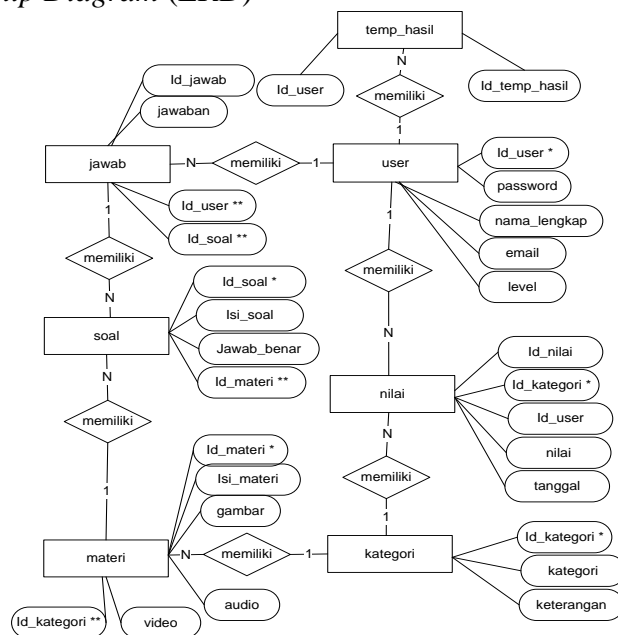 ip Diagram (ERD)
temp_hasil
N
Id_user
Id_temp_hasil
memiliki
1
Id_jawab
jawaban
jawab
N
memiliki
1
user
Id_user *
password
nama_lengkap
email
level
Id_user **
Id_soal **
1
memiliki
N
1
memiliki
N
soal
Id_soal *
Isi_soal
Jawab_benar
Id_materi **
N
memiliki
1
nilai
Id_nilai
Id_kategori *
Id_user
nilai
tanggal
N
memiliki
1
Id_materi *
Isi_materi
gambar
materi
N
memiliki
1
kategori
Id_kategori *
kategori
keterangan
audio
Id_kategori **
video